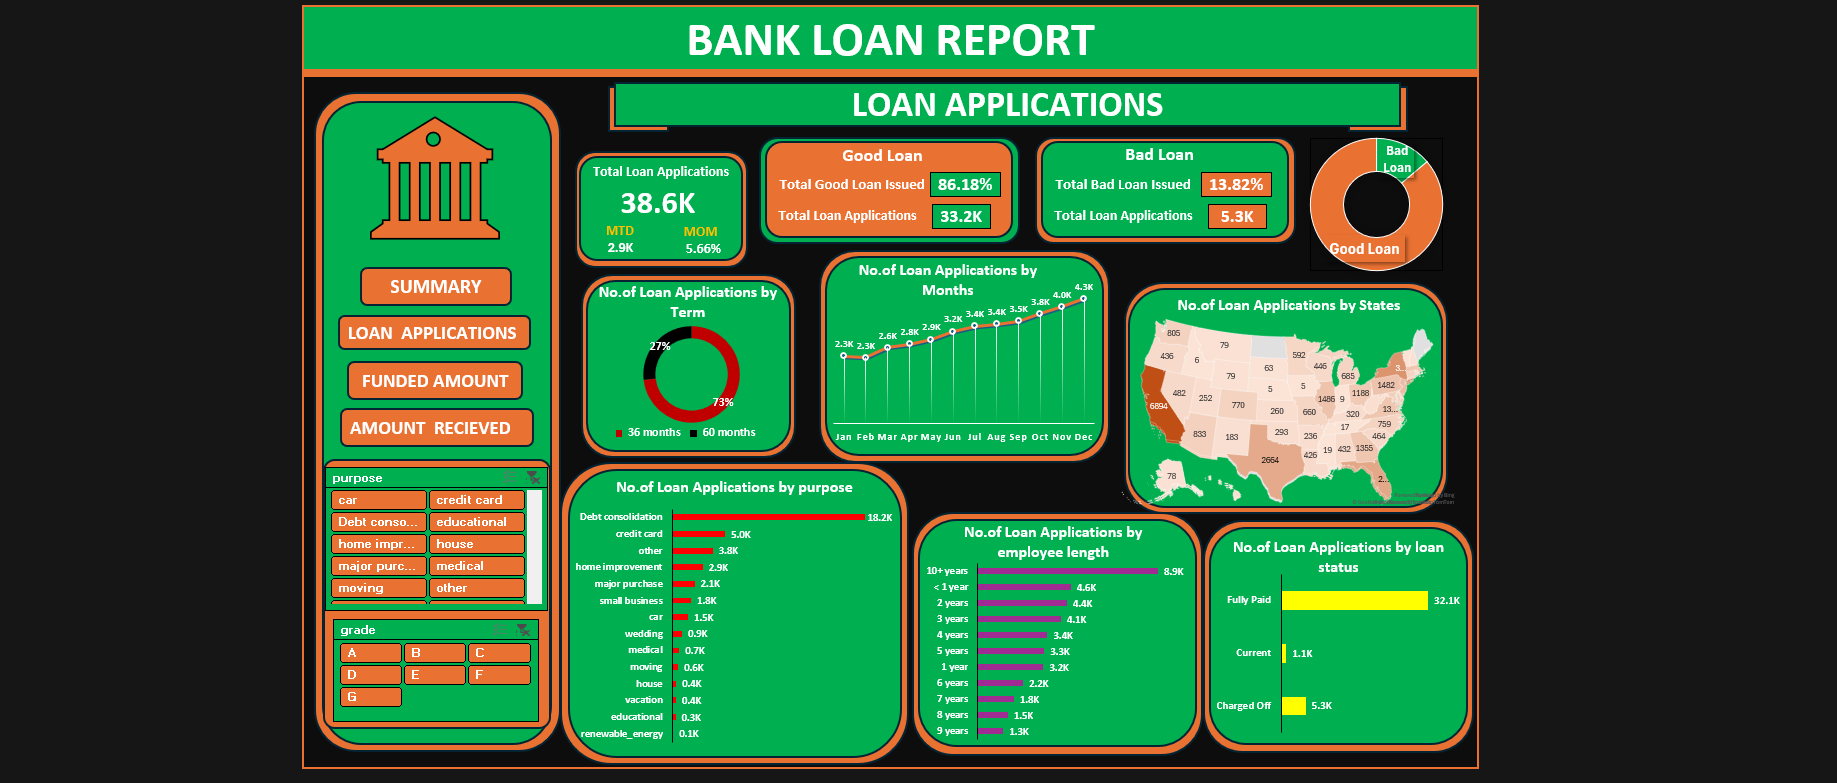 BANK LOAN REPORT
LOAN APPLICATIONS
SUMMARY
LOAN APPLICATIONS
FUNDED AMOUNT
AMOUNT RECIEVED
purpose
car
credit card
Debt conso...
educational
home impr...
house
major purc...
medical
moving
other
grade
A
B
C
D
E
F
G
Total Loan Applications
38.6K
MTD
MOM
2.9K
5.66%
Good Loan
Total Good Loan Issued
86.18%
Total Loan Applications
33.2K
Bad Loan
Total Bad Loan Issued
13.82%
Total Loan Applications
5.3K
Bad
Loan
Good Loan
No.of Loan Applications by
Term
27%
73%
36 months
60 months
No.of Loan Applications by
Months
2.3K
2.3K
2.6K
2.8K
2.9K
3.2K
3.4K
3.4K
3.5K
3.8K
4.0K
4.3K
Jan Feb Mar Apr May Jun Jul Aug Sep Oct Nov Dec
No.of Loan Applications by States
805
436
6
79
79
63
592
446
685
3...
1482
482
252
5
5
1486
9
1188
13...
6894
770
260
660
320
759
17
833
183
293
236
464
426
19
432
1355
2664
78
2...
No.of Loan Applications by purpose
Debt consolidation 18.2K
credit card 5.0K
other 3.8K
home improvement 2.9K
major purchase 2.1K
small business 1.8K
car 1.5K
wedding 0.9K
medical 0.7K
moving 0.6K
house 0.4K
vacation 0.4K
educational 0.3K
renewable_energy 0.1K
No.of Loan Applications by
employee length
10+ years 8.9K
< 1 year 4.6K
2 years 4.4K
3 years 4.1K
4 years 3.4K
5 years 3.3K
1 year 3.2K
6 years 2.2K
7 years 1.8K
8 years 1.5K
9 years 1.3K
No.of Loan Applications by loan
status
Fully Paid 32.1K
Current 1.1K
Charged Off 5.3K